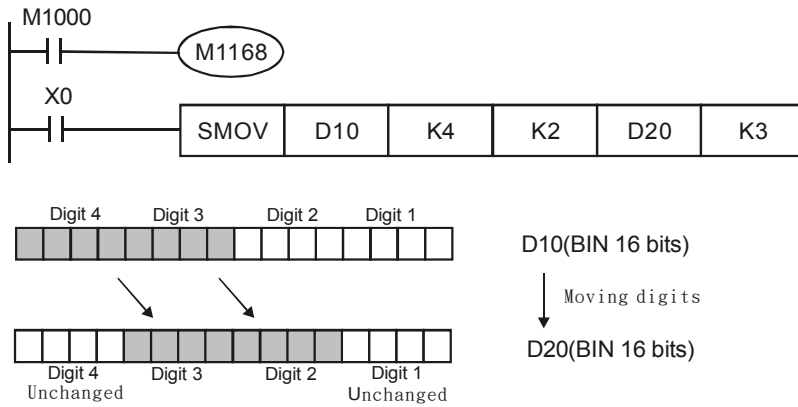 M1000
M1168
X0
SMOV D10 K4 K2 D20 K3
Digit 4 Digit 3 Digit 2 Digit 1
D10(BIN 16 bits)
Moving digits
D20(BIN 16 bits)
Digit 4 Digit 3 Digit 2 Digit 1
Unchanged Unchanged